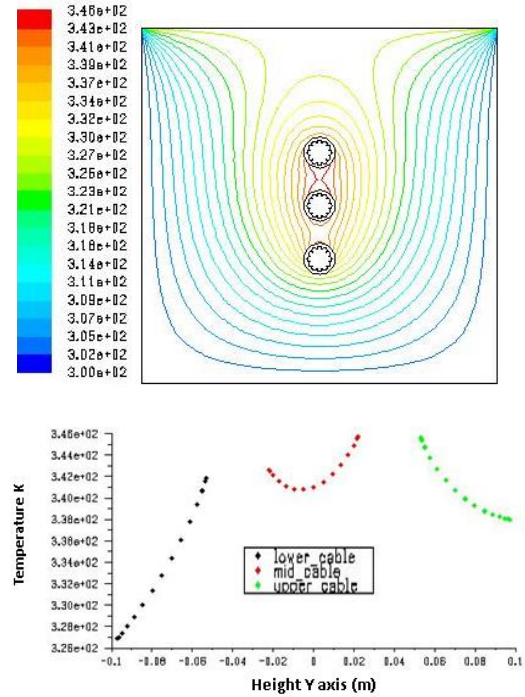 3.46e+02
3.43e+02
3.41e+02
3.39e+02
3.37e+02
3.34e+02
3.32e+02
3.30e+02
3.27e+02
3.25e+02
3.23e+02
3.21e+02
3.18e+02
3.16e+02
3.14e+02
3.11e+02
3.09e+02
3.07e+02
3.05e+02
3.02e+02
3.00e+02
3.46e+02
3.44e+02
3.42e+02
3.40e+02
3.38e+02
3.36e+02
3.34e+02
3.32e+02
3.30e+02
3.28e+02
3.26e+02
Temperature K
lower_cable
mid_cable
upper_cable
-0.1 -0.08 -0.06 -0.04 -0.02 0 0.02 0.04 0.06 0.08 0.1
Height Y axis (m)